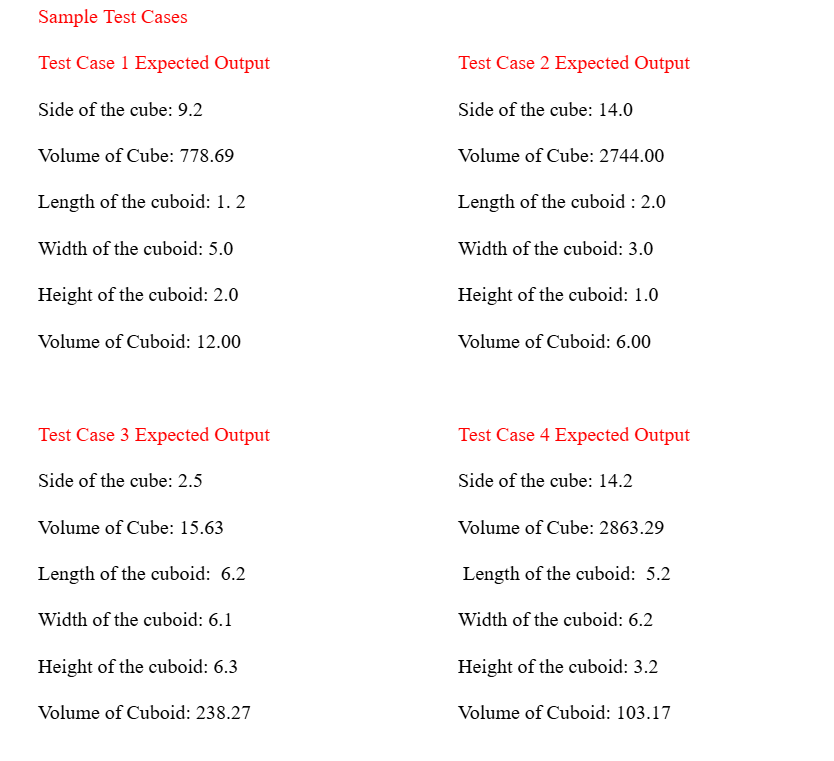 Sample Test Cases
Test Case 1 Expected Output
Side of the cube: 9.2
Volume of Cube: 778.69
Length of the cuboid: 1. 2
Width of the cuboid: 5.0
Height of the cuboid: 2.0
Volume of Cuboid: 12.00
Test Case 2 Expected Output
Side of the cube: 14.0
Volume of Cube: 2744.00
Length of the cuboid : 2.0
Width of the cuboid: 3.0
Height of the cuboid: 1.0
Volume of Cuboid: 6.00
Test Case 3 Expected Output
Side of the cube: 2.5
Volume of Cube: 15.63
Length of the cuboid:  6.2
Width of the cuboid: 6.1
Height of the cuboid: 6.3
Volume of Cuboid: 238.27
Test Case 4 Expected Output
Side of the cube: 14.2
Volume of Cube: 2863.29
Length of the cuboid:  5.2
Width of the cuboid: 6.2
Height of the cuboid: 3.2
Volume of Cuboid: 103.17